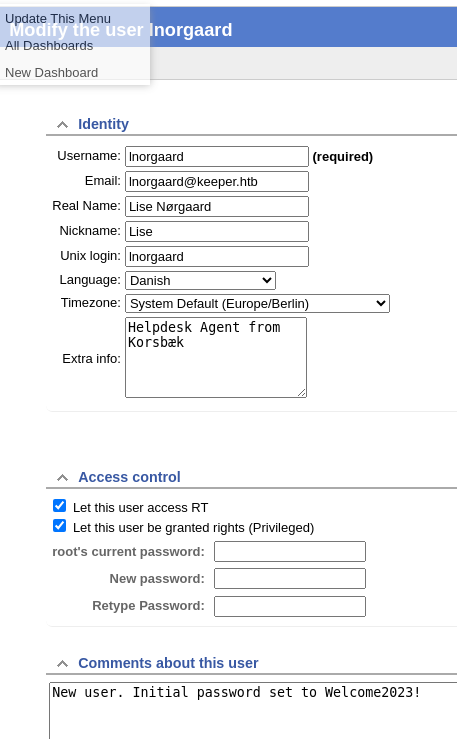 Update This Menu
Modify the user lnorgaard
All Dashboards
New Dashboard
Identity
Username: lnorgaard (required)
Email: lnorgaard@keeper.htb
Real Name: Lise Nørgaard
Nickname: Lise
Unix login: lnorgaard
Language: Danish
Timezone: System Default (Europe/Berlin)
Extra info: Helpdesk Agent from
Korsbæk
Access control
Let this user access RT
Let this user be granted rights (Privileged)
root's current password:
New password:
Retype Password:
Comments about this user
New user. Initial password set to Welcome2023!